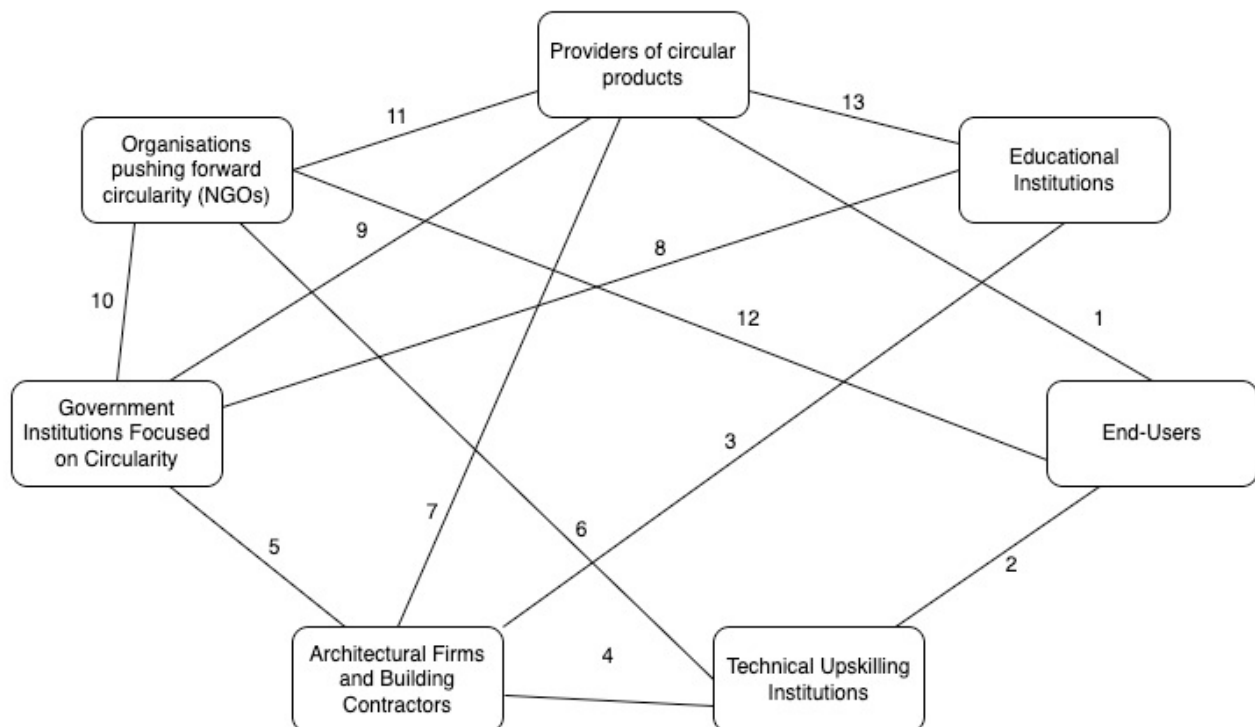 Providers of circular
products
11
13
Organisations
pushing forward
circularity (NGOs)
Educational
Institutions
9
8
10
12
1
Government
Institutions Focused
on Circularity
End-Users
3
7
6
5
2
Architectural Firms
and Building
Contractors
4
Technical Upskilling
Institutions